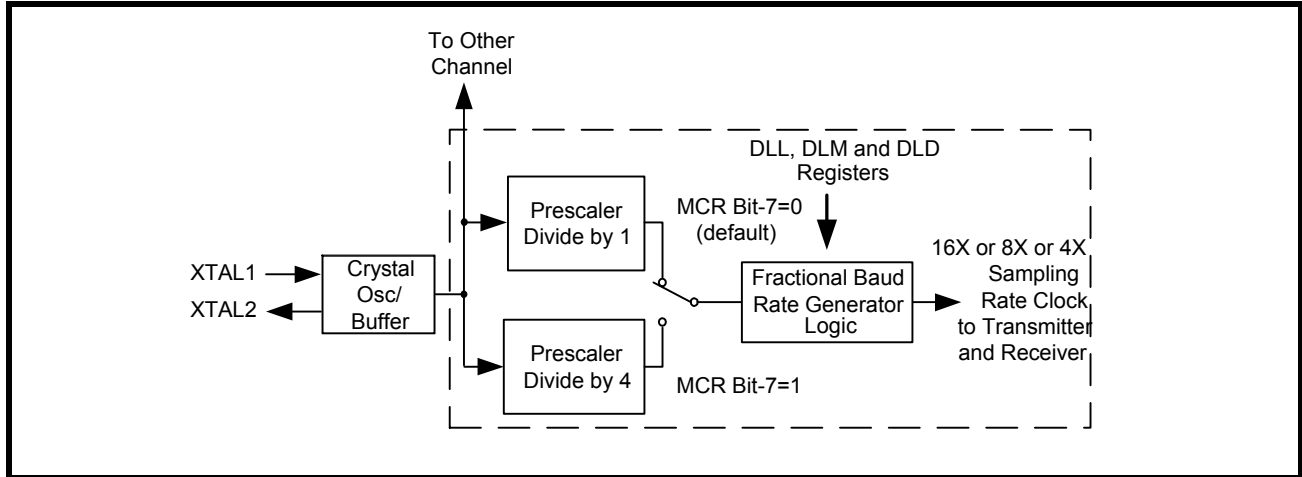 To Other
Channel
DLL, DLM and DLD
Registers
Prescaler
Divide by 1
MCR Bit-7=0
(default)
XTAL1
XTAL2
Crystal
Osc/
Buffer
Fractional Baud
Rate Generator
Logic
16X or 8X or 4X
Sampling
Rate Clock
to Transmitter
and Receiver
Prescaler
Divide by 4
MCR Bit-7=1